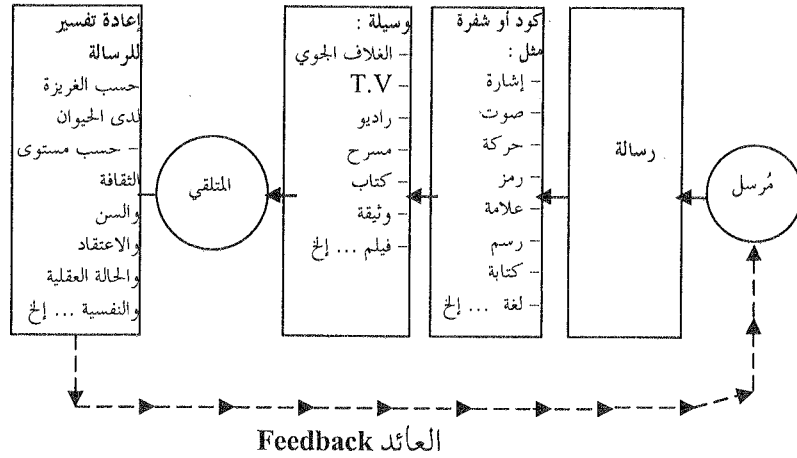 مُرسل
رسالة
كود أو شفرة
مثل :
– إشارة
– صوت
– حركة
– رمز
– علامة
– رسم
– كتابة
– لغة ... إلخ
وسيلة :
– الغلاف الجوي
– T.V
– راديو
– مسرح
– كتاب
– وثيقة
– فيلم ... إلخ
المتلقي
إعادة تفسير
للرسالة
حسب الغريزة
لدى الحيوان
– حسب مستوى
الثقافة
والسن
والاعتقاد
والحالة العقلية
والنفسية ... إلخ
العائد Feedback